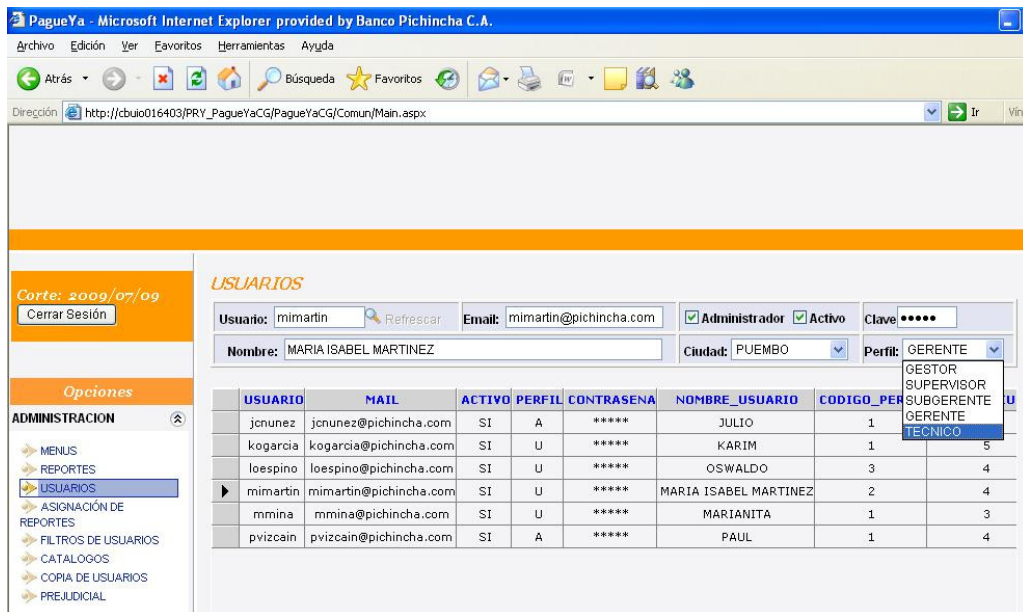 PagueYa - Microsoft Internet Explorer provided by Banco Pichincha C.A.
Archivo Edición Ver Favoritos Herramientas Ayuda
Atrás Búsqueda Favoritos
Dirección http://cbuio016403/PRY_PagueYaCG/PagueYaCG/Comun/Main.aspx Ir Vín
Corte: 2009/07/09
Cerrar Sesión
USUARIOS
Usuario: mimartin Refrescar Email: mimartin@pichincha.com Administrador Activo Clave •••••
Nombre: MARIA ISABEL MARTINEZ Ciudad: PUEMBO Perfil: GERENTE
GESTOR
SUPERVISOR
SUBGERENTE
GERENTE
TECNICO
Opciones
ADMINISTRACION
MENUS
REPORTES
USUARIOS
ASIGNACIÓN DE
REPORTES
FILTROS DE USUARIOS
CATALOGOS
COPIA DE USUARIOS
PREJUDICIAL
USUARIO MAIL ACTIVO PERFIL CONTRASENA NOMBRE_USUARIO CODIGO_PER
jcnunez jcnunez@pichincha.com SI A ***** JULIO 1
kogarcia kogarcia@pichincha.com SI U ***** KARIM 1 5
loespino loespino@pichincha.com SI U ***** OSWALDO 3 4
mimartin mimartin@pichincha.com SI U ***** MARIA ISABEL MARTINEZ 2 4
mmina mmina@pichincha.com SI U ***** MARIANITA 1 3
pvizcain pvizcain@pichincha.com SI A ***** PAUL 1 4